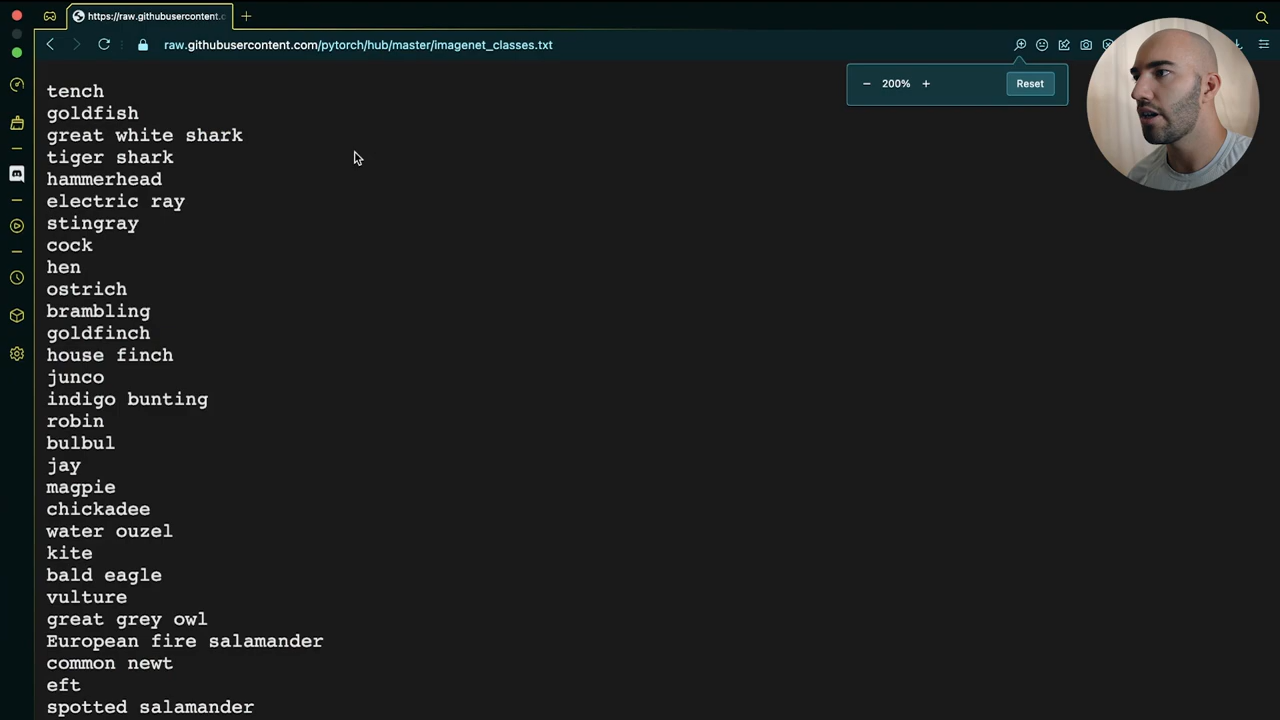 https://raw.githubusercontent.c
raw.githubusercontent.com/pytorch/hub/master/imagenet_classes.txt
200%
Reset
tench
goldfish
great white shark
tiger shark
hammerhead
electric ray
stingray
cock
hen
ostrich
brambling
goldfinch
house finch
junco
indigo bunting
robin
bulbul
jay
magpie
chickadee
water ouzel
kite
bald eagle
vulture
great grey owl
European fire salamander
common newt
eft
spotted salamander